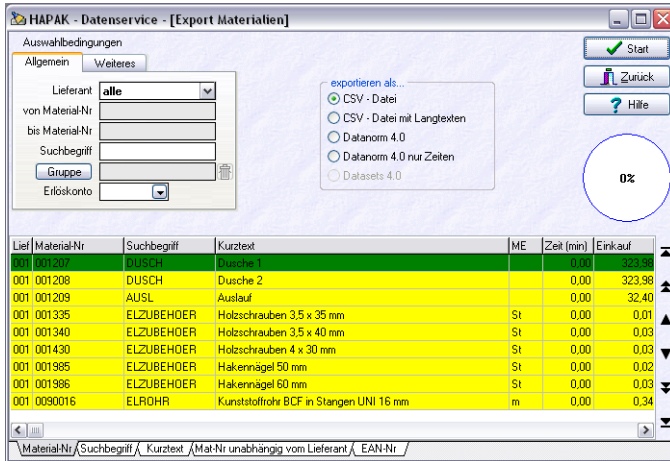 HAPAK - Datenservice - [Export Materialien]
Auswahlbedingungen
Allgemein Weiteres
Lieferant alle
von Material-Nr
bis Material-Nr
Suchbegriff
Gruppe
Erlöskonto
exportieren als...
CSV - Datei
CSV - Datei mit Langtexten
Datanorm 4.0
Datanorm 4.0 nur Zeiten
Datasets 4.0
Start
Zurück
? Hilfe
0%
Lief Material-Nr Suchbegriff Kurztext ME Zeit (min) Einkauf
001 001207 DUSCH Dusche 1 0,00 323,98
001 001208 DUSCH Dusche 2 0,00 323,98
001 001209 AUSL Auslauf 0,00 32,40
001 001335 ELZUBEHOER Holzschrauben 3,5 x 35 mm St 0,00 0,01
001 001340 ELZUBEHOER Holzschrauben 3,5 x 40 mm St 0,00 0,03
001 001430 ELZUBEHOER Holzschrauben 4 x 30 mm St 0,00 0,03
001 001985 ELZUBEHOER Hakennägel 50 mm St 0,00 0,02
001 001986 ELZUBEHOER Hakennägel 60 mm St 0,00 0,03
001 0090016 ELROHR Kunststoffrohr BCF in Stangen UNI 16 mm m 0,00 0,34
Material-Nr Suchbegriff Kurztext Mat-Nr unabhängig vom Lieferant EAN-Nr